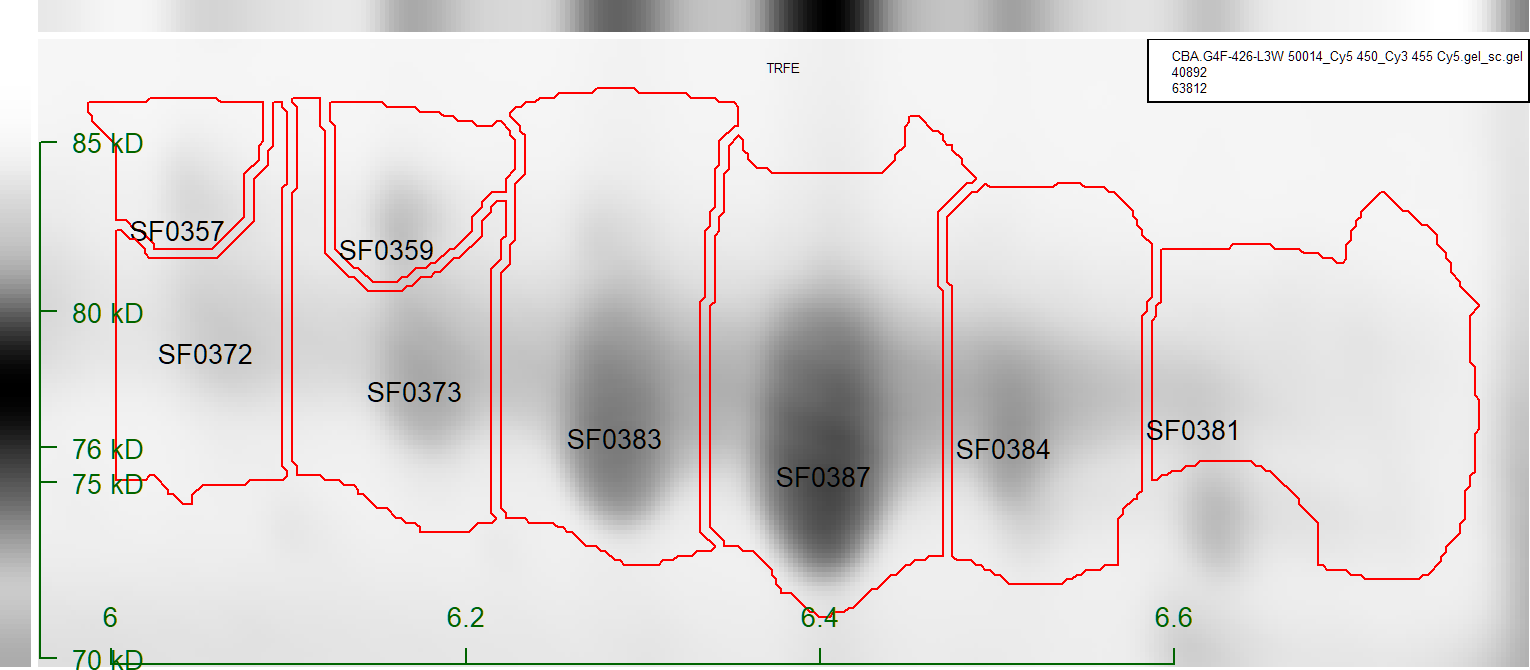 CBA.G4F-426-L3W 50014_Cy5 450_Cy3 455 Cy5.gel_sc.gel
40892
63812
TRFE
85 kD
SF0357
SF0359
80 kD
SF0372
SF0373
SF0383
SF0381
76 kD
SF0384
SF0387
75 kD
6 6.2 6.4 6.6
70 kD